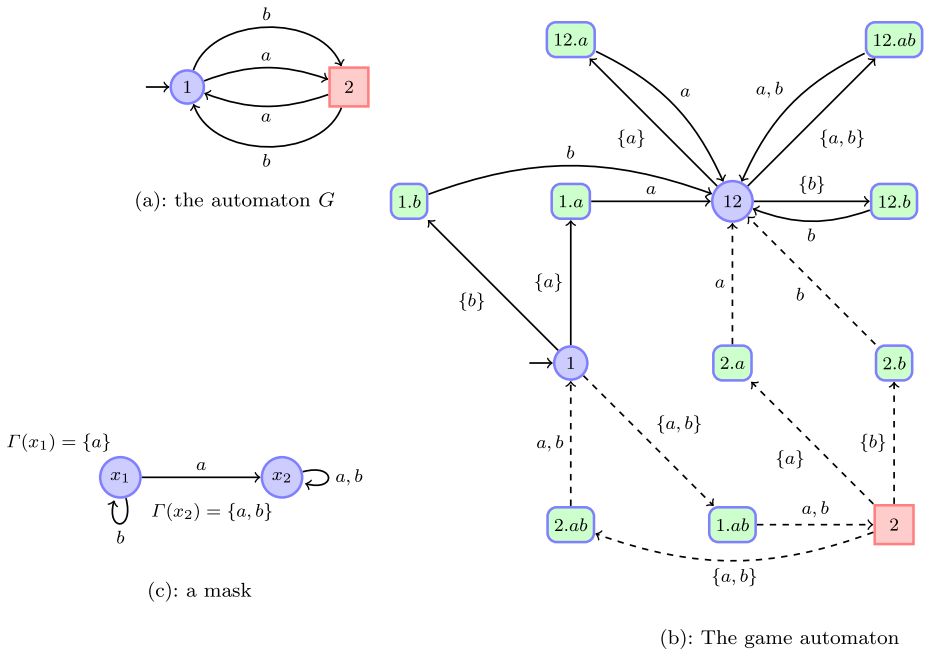 b
a
1
2
a
b
(a): the automaton G
12.a
12.ab
a
a, b
{a}
{a, b}
b
1.b
1.a
a
12
{b}
12.b
b
{b}
{a}
a
b
1
2.a
2.b
{a, b}
a, b
{a}
{b}
2.ab
1.ab
a, b
2
{a, b}
(b): The game automaton
Γ(x₁) = {a}
x₁
a
x₂
a, b
Γ(x₂) = {a, b}
b
(c): a mask